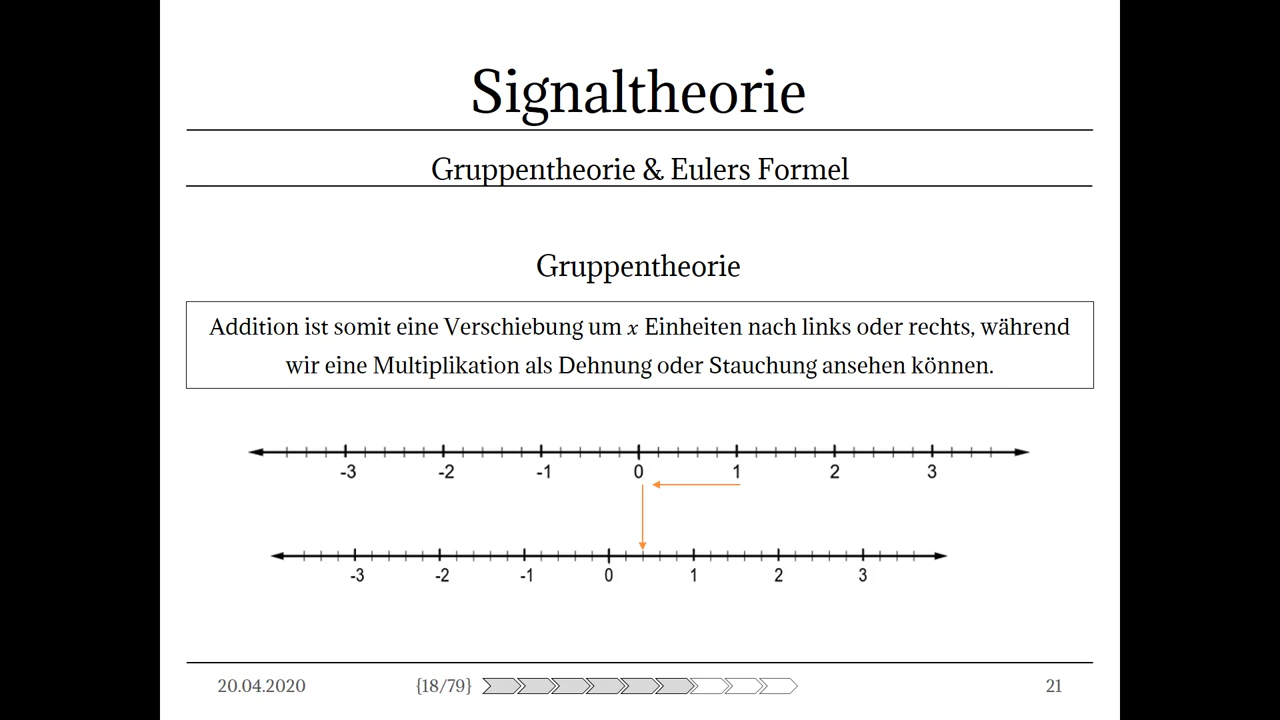 Signaltheorie
Gruppentheorie & Eulers Formel
Gruppentheorie
Addition ist somit eine Verschiebung um x Einheiten nach links oder rechts, während
wir eine Multiplikation als Dehnung oder Stauchung ansehen können.
-3 -2 -1 0 1 2 3
-3 -2 -1 0 1 2 3
20.04.2020 {18/79} 21